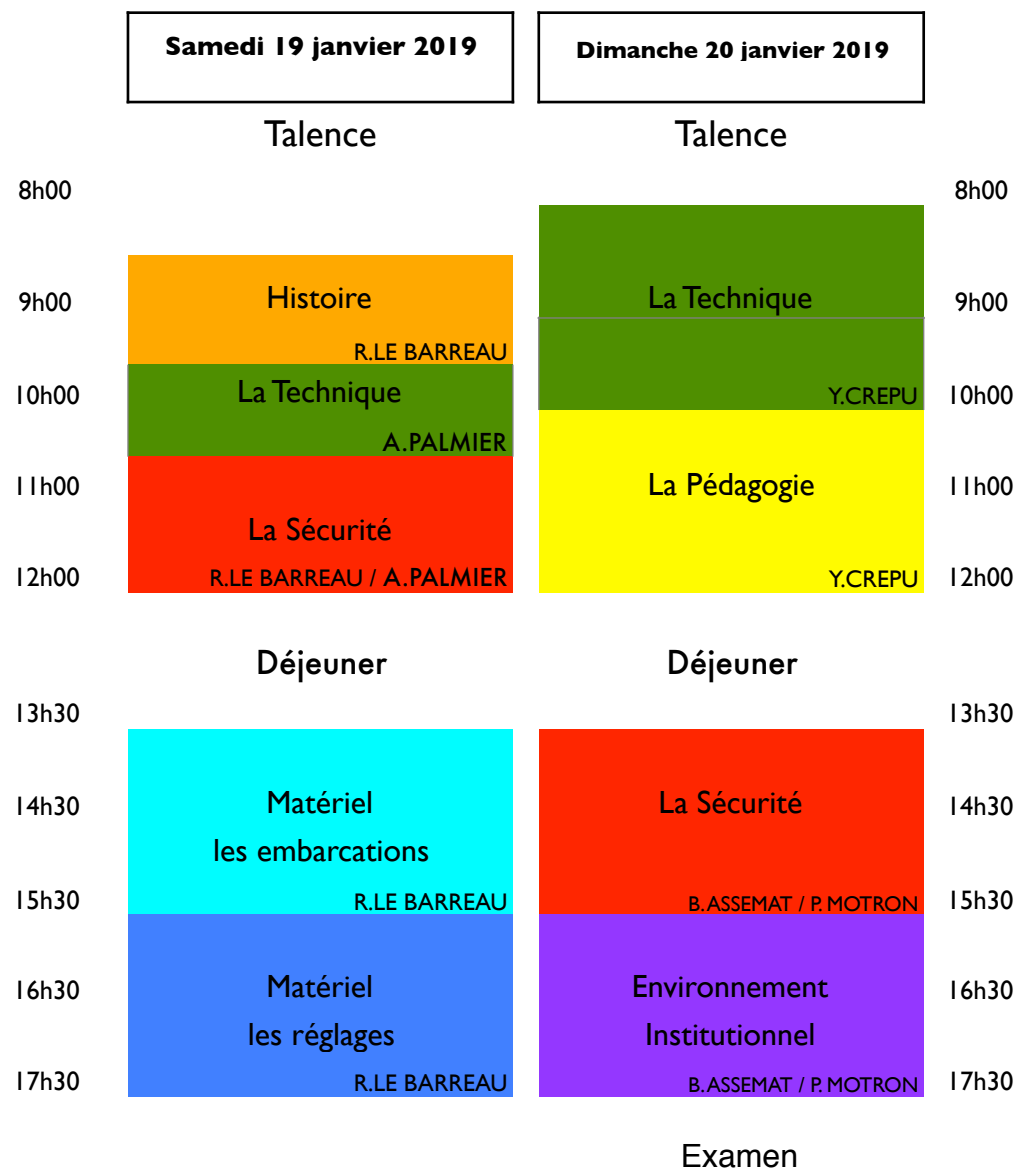 Samedi 19 janvier 2019
Dimanche 20 janvier 2019
Talence
Talence
8h00
8h00
9h00
Histoire
La Technique
9h00
R.LE BARREAU
10h00
La Technique
Y.CREPU
10h00
A.PALMIER
11h00
La Pédagogie
11h00
La Sécurité
12h00
R.LE BARREAU / A.PALMIER
Y.CREPU
12h00
Déjeuner
Déjeuner
13h30
13h30
14h30
Matériel
les embarcations
La Sécurité
14h30
15h30
R.LE BARREAU
B.ASSEMAT / P. MOTRON
15h30
16h30
Matériel
les réglages
Environnement
Institutionnel
16h30
17h30
R.LE BARREAU
B.ASSEMAT / P. MOTRON
17h30
Examen